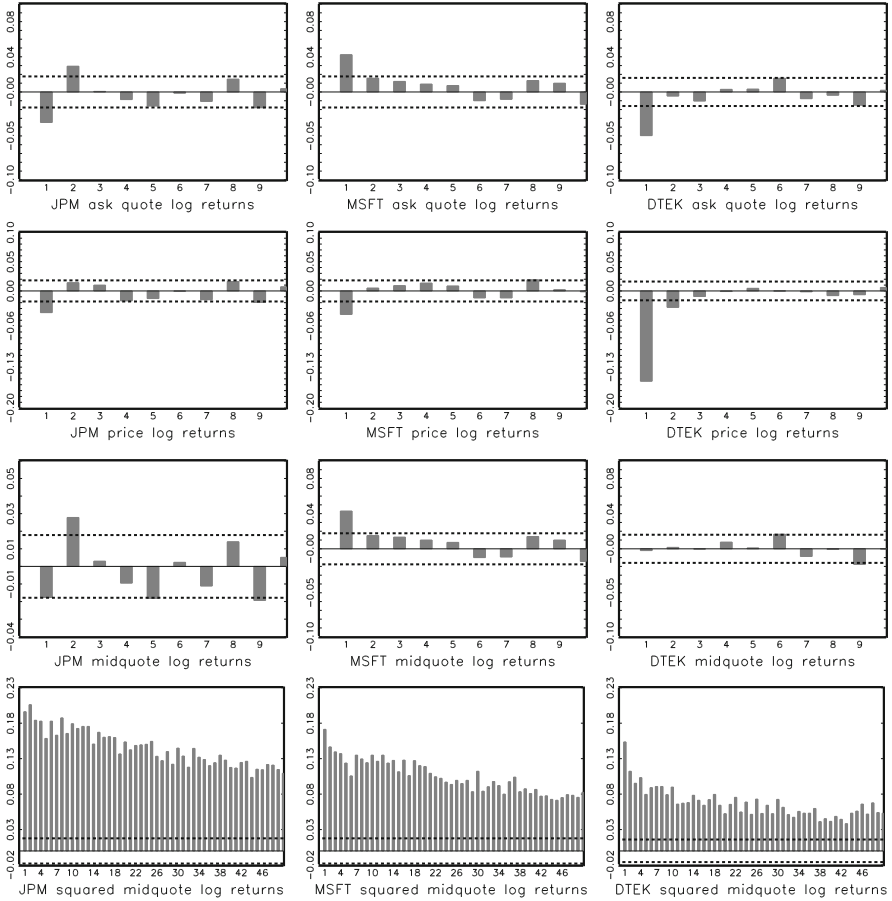 0.08
0.04
−0.00
−0.05
−0.10
1 2 3 4 5 6 7 8 9
JPM ask quote log returns
0.08
0.04
−0.00
−0.05
−0.10
1 2 3 4 5 6 7 8 9
MSFT ask quote log returns
0.08
0.04
−0.00
−0.05
−0.10
1 2 3 4 5 6 7 8 9
DTEK ask quote log returns
0.10
0.05
0.00
−0.06
−0.13
−0.20
1 2 3 4 5 6 7 8 9
JPM price log returns
0.10
0.05
0.00
−0.06
−0.13
−0.20
1 2 3 4 5 6 7 8 9
MSFT price log returns
0.10
0.05
0.00
−0.06
−0.13
−0.20
1 2 3 4 5 6 7 8 9
DTEK price log returns
0.05
0.03
0.01
−0.01
−0.04
1 2 3 4 5 6 7 8 9
JPM midquote log returns
0.08
0.04
−0.00
−0.05
−0.10
1 2 3 4 5 6 7 8 9
MSFT midquote log returns
0.08
0.04
−0.00
−0.05
−0.10
1 2 3 4 5 6 7 8 9
DTEK midquote log returns
0.23
0.18
0.13
0.08
0.03
−0.02
1 4 7 10 14 18 22 26 30 34 38 42 46
JPM squared midquote log returns
0.23
0.18
0.13
0.08
0.03
−0.02
1 4 7 10 14 18 22 26 30 34 38 42 46
MSFT squared midquote log returns
0.23
0.18
0.13
0.08
0.03
−0.02
1 4 7 10 14 18 22 26 30 34 38 42 46
DTEK squared midquote log returns